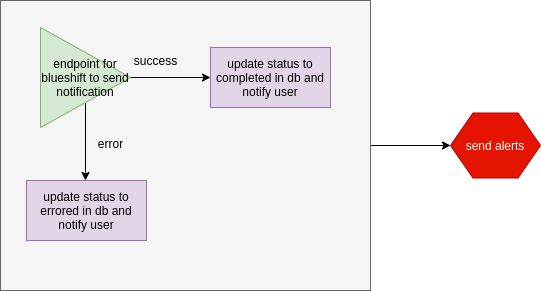 endpoint for
blueshift to send
notification
success
update status to
completed in db and
notify user
error
update status to
errored in db and
notify user
send alerts